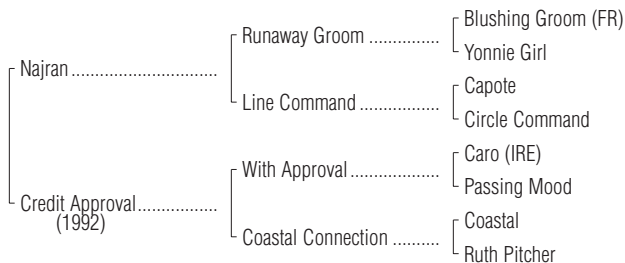 Blushing Groom (FR)
Runaway Groom ...............
Yonnie Girl
Najran ................................
Capote
Line Command .................
Circle Command
Caro (IRE)
With Approval ...................
Passing Mood
Credit Approval .................
(1992)
Coastal
Coastal Connection ..........
Ruth Pitcher